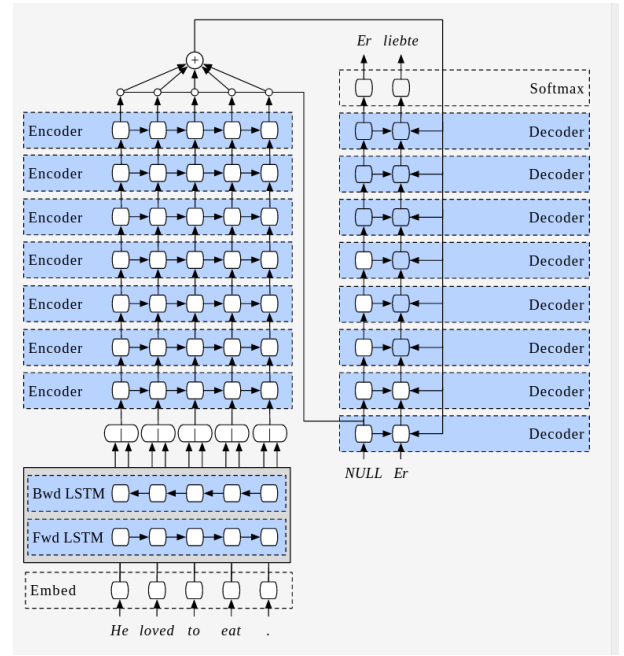 Er liebte
Softmax
Encoder
Encoder
Encoder
Encoder
Encoder
Encoder
Encoder
Decoder
Decoder
Decoder
Decoder
Decoder
Decoder
Decoder
Decoder
NULL Er
Bwd LSTM
Fwd LSTM
Embed
He loved to eat .